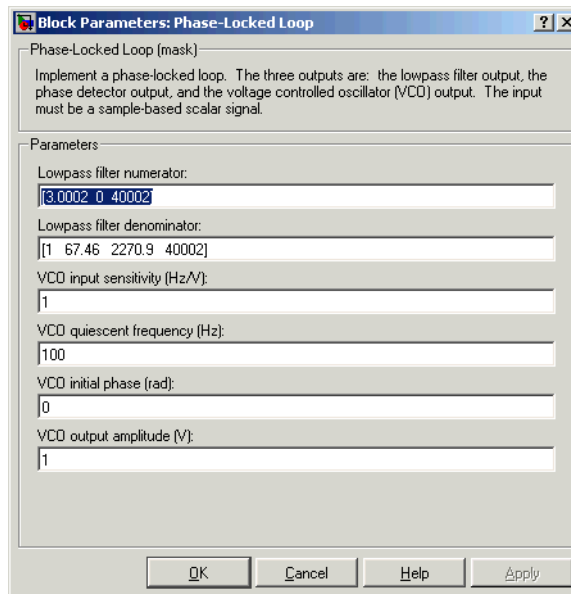 Block Parameters: Phase-Locked Loop
Phase-Locked Loop (mask)
Implement a phase-locked loop. The three outputs are: the lowpass filter output, the
phase detector output, and the voltage controlled oscillator (VCO) output. The input
must be a sample-based scalar signal.
Parameters
Lowpass filter numerator:
[3.0002 0 40002]
Lowpass filter denominator:
[1 67.46 2270.9 40002]
VCO input sensitivity (Hz/V):
1
VCO quiescent frequency (Hz):
100
VCO initial phase (rad):
0
VCO output amplitude (V):
1
OK Cancel Help Apply